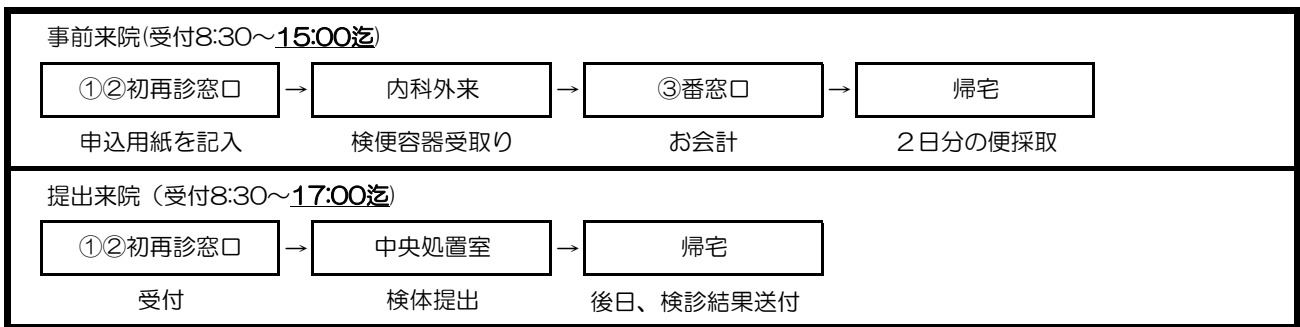 事前来院(受付8:30～15:00迄)
①②初再診窓口 → 内科外来 → ③番窓口 → 帰宅
申込用紙を記入 検便容器受取り お会計 2日分の便採取
提出来院（受付8:30～17:00迄)
①②初再診窓口 → 中央処置室 → 帰宅
受付 検体提出 後日、検診結果送付